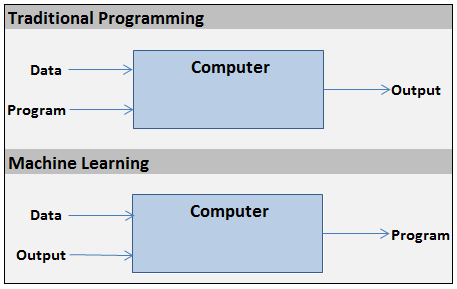 Traditional Programming
Data
Computer
Program
Output
Machine Learning
Data
Computer
Output
Program